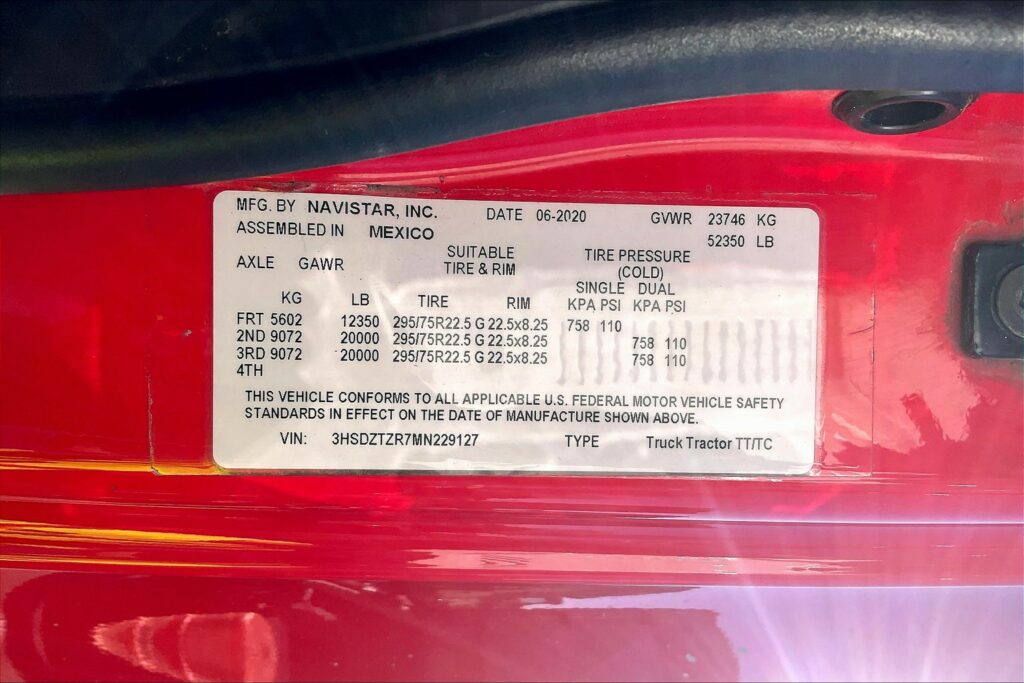 MFG. BY NAVISTAR, INC. DATE 06-2020 GVWR 23746 KG
ASSEMBLED IN MEXICO 52350 LB
AXLE GAWR SUITABLE TIRE PRESSURE
TIRE & RIM (COLD)
SINGLE DUAL
KG LB TIRE RIM KPA PSI KPA PSI
FRT 5602 12350 295/75R22.5 G 22.5x8.25 758 110
2ND 9072 20000 295/75R22.5 G 22.5x8.25 758 110
3RD 9072 20000 295/75R22.5 G 22.5x8.25 758 110
4TH
THIS VEHICLE CONFORMS TO ALL APPLICABLE U.S. FEDERAL MOTOR VEHICLE SAFETY
STANDARDS IN EFFECT ON THE DATE OF MANUFACTURE SHOWN ABOVE.
VIN: 3HSDZTZR7MN229127 TYPE Truck Tractor TT/TC